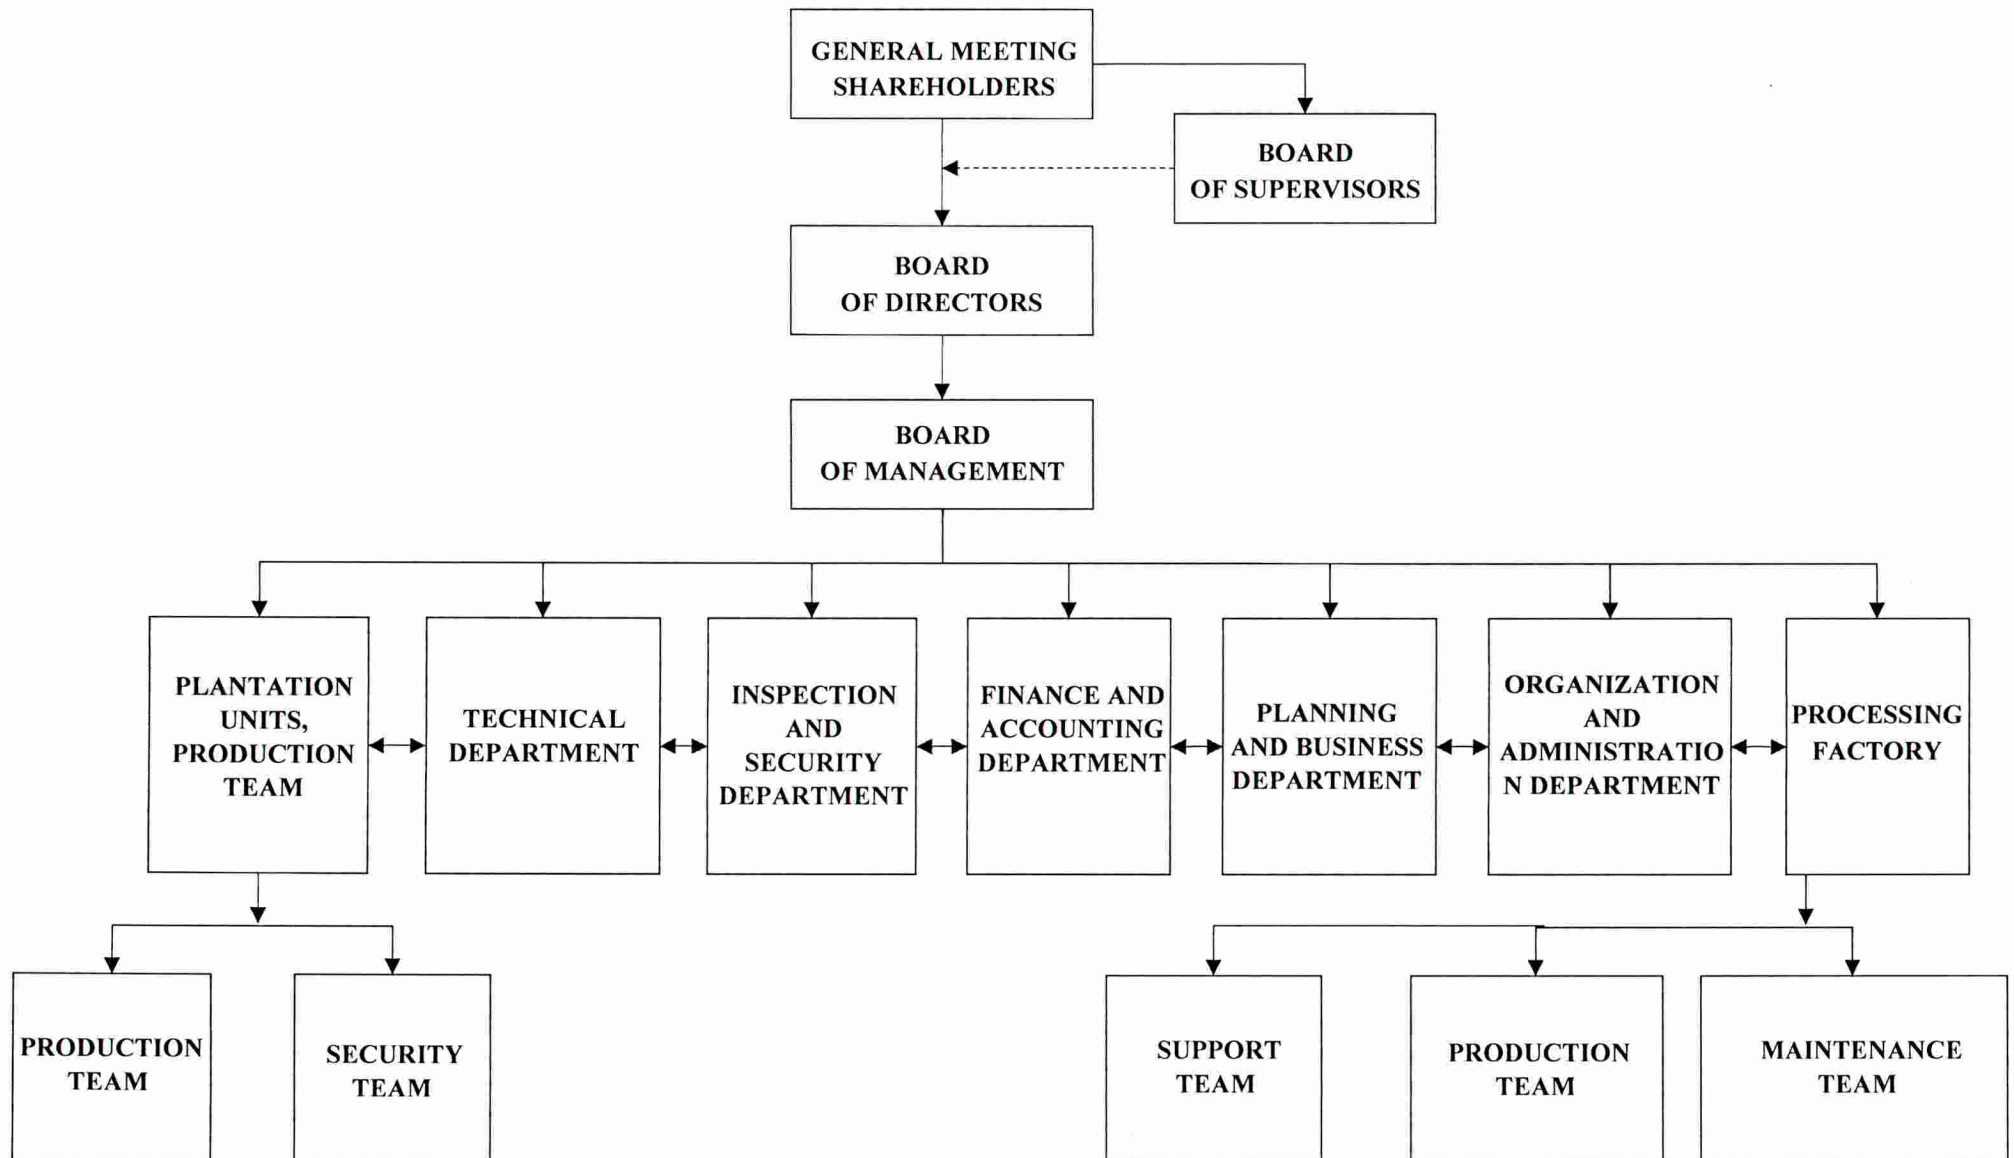 GENERAL MEETING
SHAREHOLDERS
BOARD
OF SUPERVISORS
BOARD
OF DIRECTORS
BOARD
OF MANAGEMENT
PLANTATION
UNITS,
PRODUCTION
TEAM
TECHNICAL
DEPARTMENT
INSPECTION
AND
SECURITY
DEPARTMENT
FINANCE AND
ACCOUNTING
DEPARTMENT
PLANNING
AND BUSINESS
DEPARTMENT
ORGANIZATION
AND
ADMINISTRATIO
N DEPARTMENT
PROCESSING
FACTORY
PRODUCTION
TEAM
SECURITY
TEAM
SUPPORT
TEAM
PRODUCTION
TEAM
MAINTENANCE
TEAM